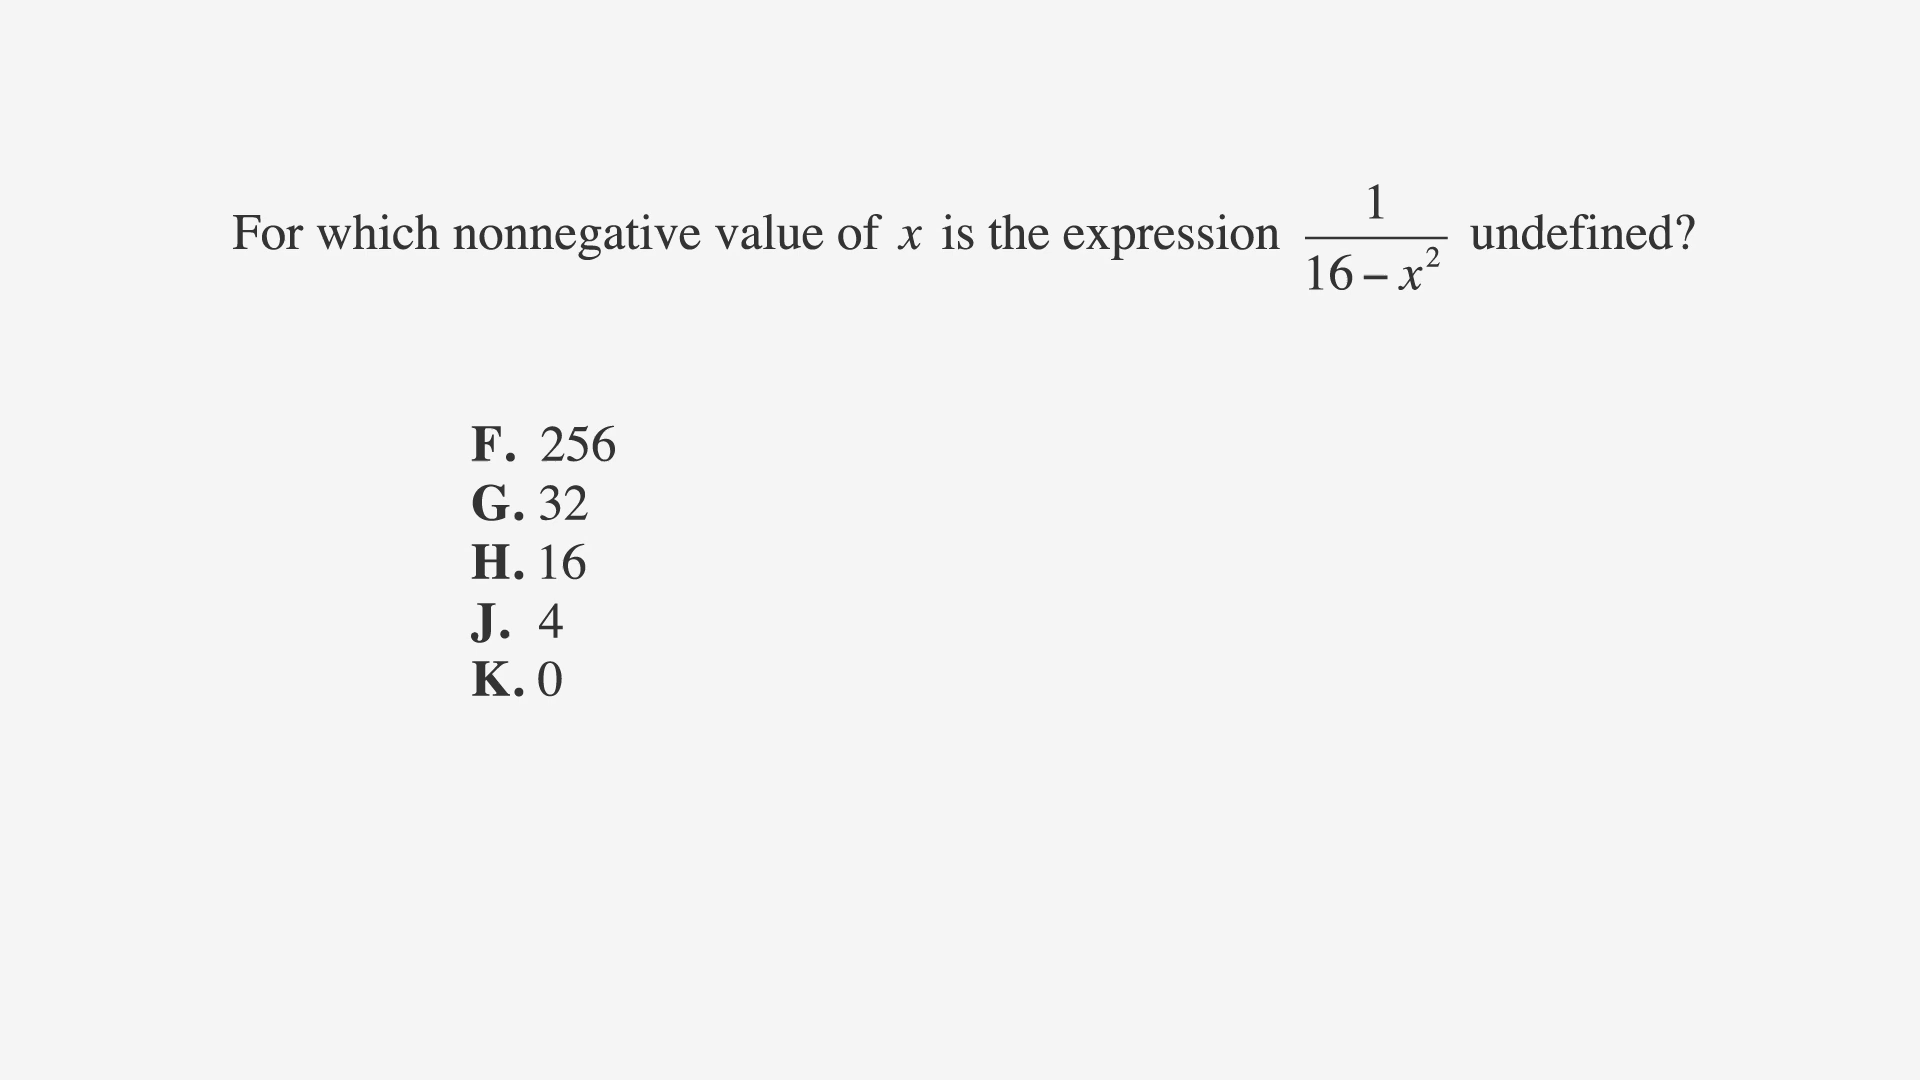 For which nonnegative value of x is the expression 1/(16 – x²) undefined?
F. 256
G. 32
H. 16
J. 4
K. 0